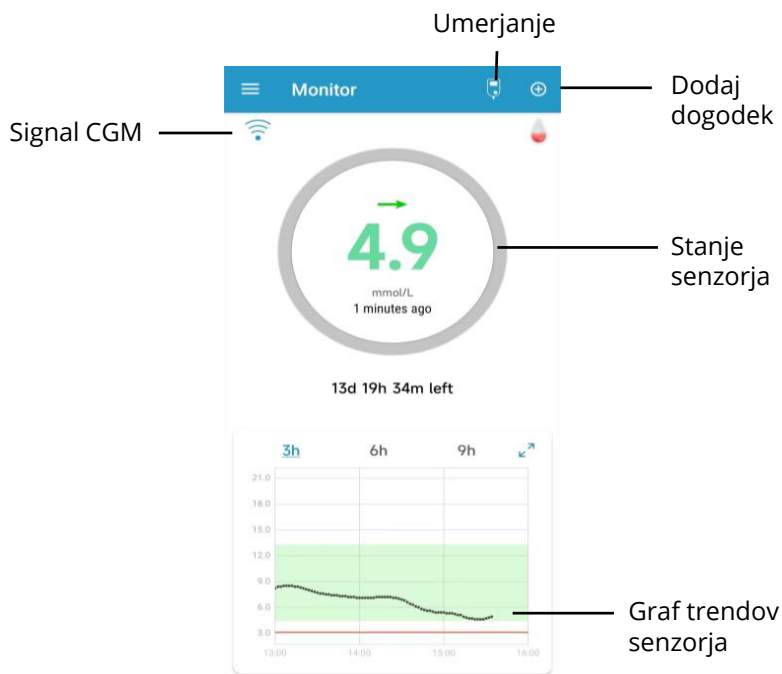 Umerjanje
Monitor
Dodaj
dogodek
Signal CGM
4.9
mmol/L
1 minutes ago
Stanje
senzorja
13d 19h 34m left
3h 6h 9h
21.0
18.0
15.0
12.0
9.0
6.0
3.0
13:00 14:00 15:00 16:00
Graf trendov
senzorja